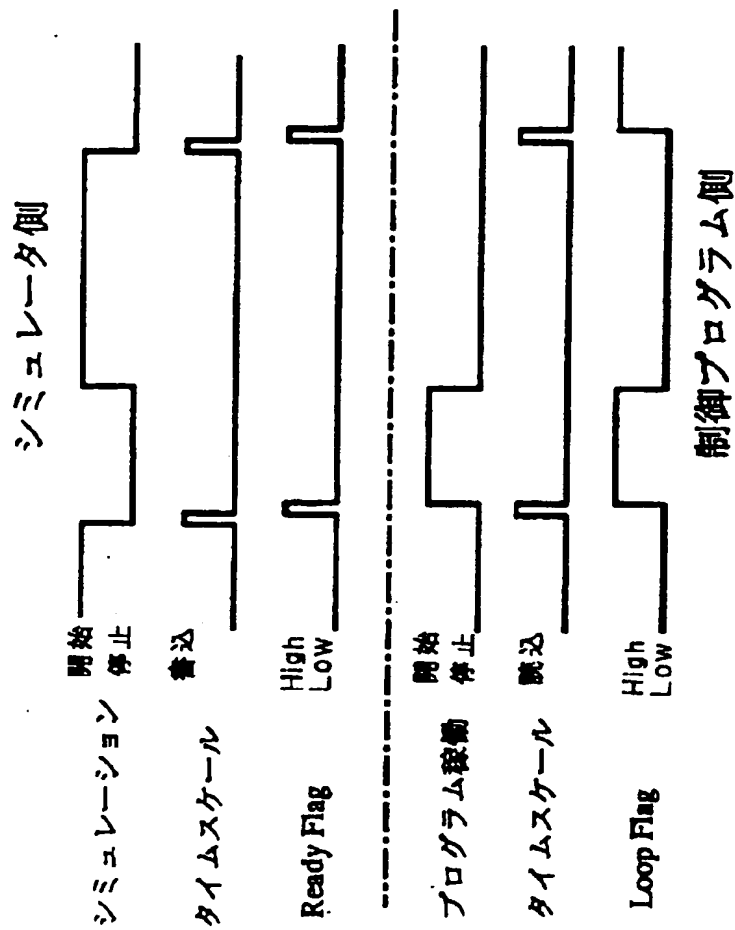 シミュレータ側
シミュレーション
開始
停止
タイムスケール
書込
Ready Flag
High
Low
プログラム稼働
開始
停止
タイムスケール
読込
Loop Flag
High
Low
制御プログラム側